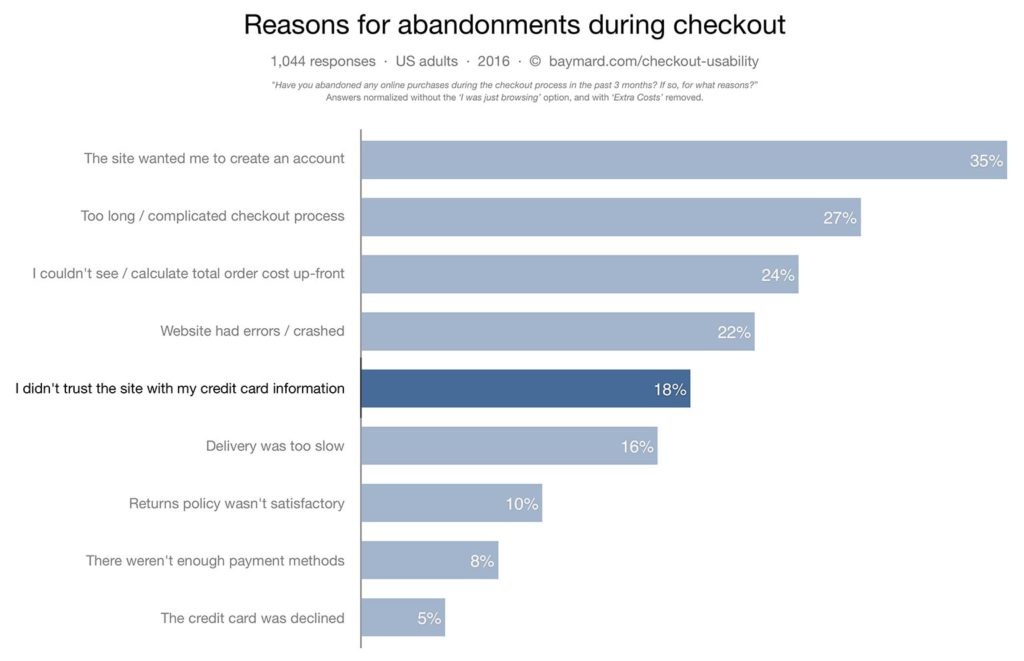 Reasons for abandonments during checkout
1,044 responses · US adults · 2016 · © baymard.com/checkout-usability
"Have you abandoned any online purchases during the checkout process in the past 3 months? If so, for what reasons?"
Answers normalized without the 'I was just browsing' option, and with 'Extra Costs' removed.
The site wanted me to create an account 35%
Too long / complicated checkout process 27%
I couldn't see / calculate total order cost up-front 24%
Website had errors / crashed 22%
I didn't trust the site with my credit card information 18%
Delivery was too slow 16%
Returns policy wasn't satisfactory 10%
There weren't enough payment methods 8%
The credit card was declined 5%